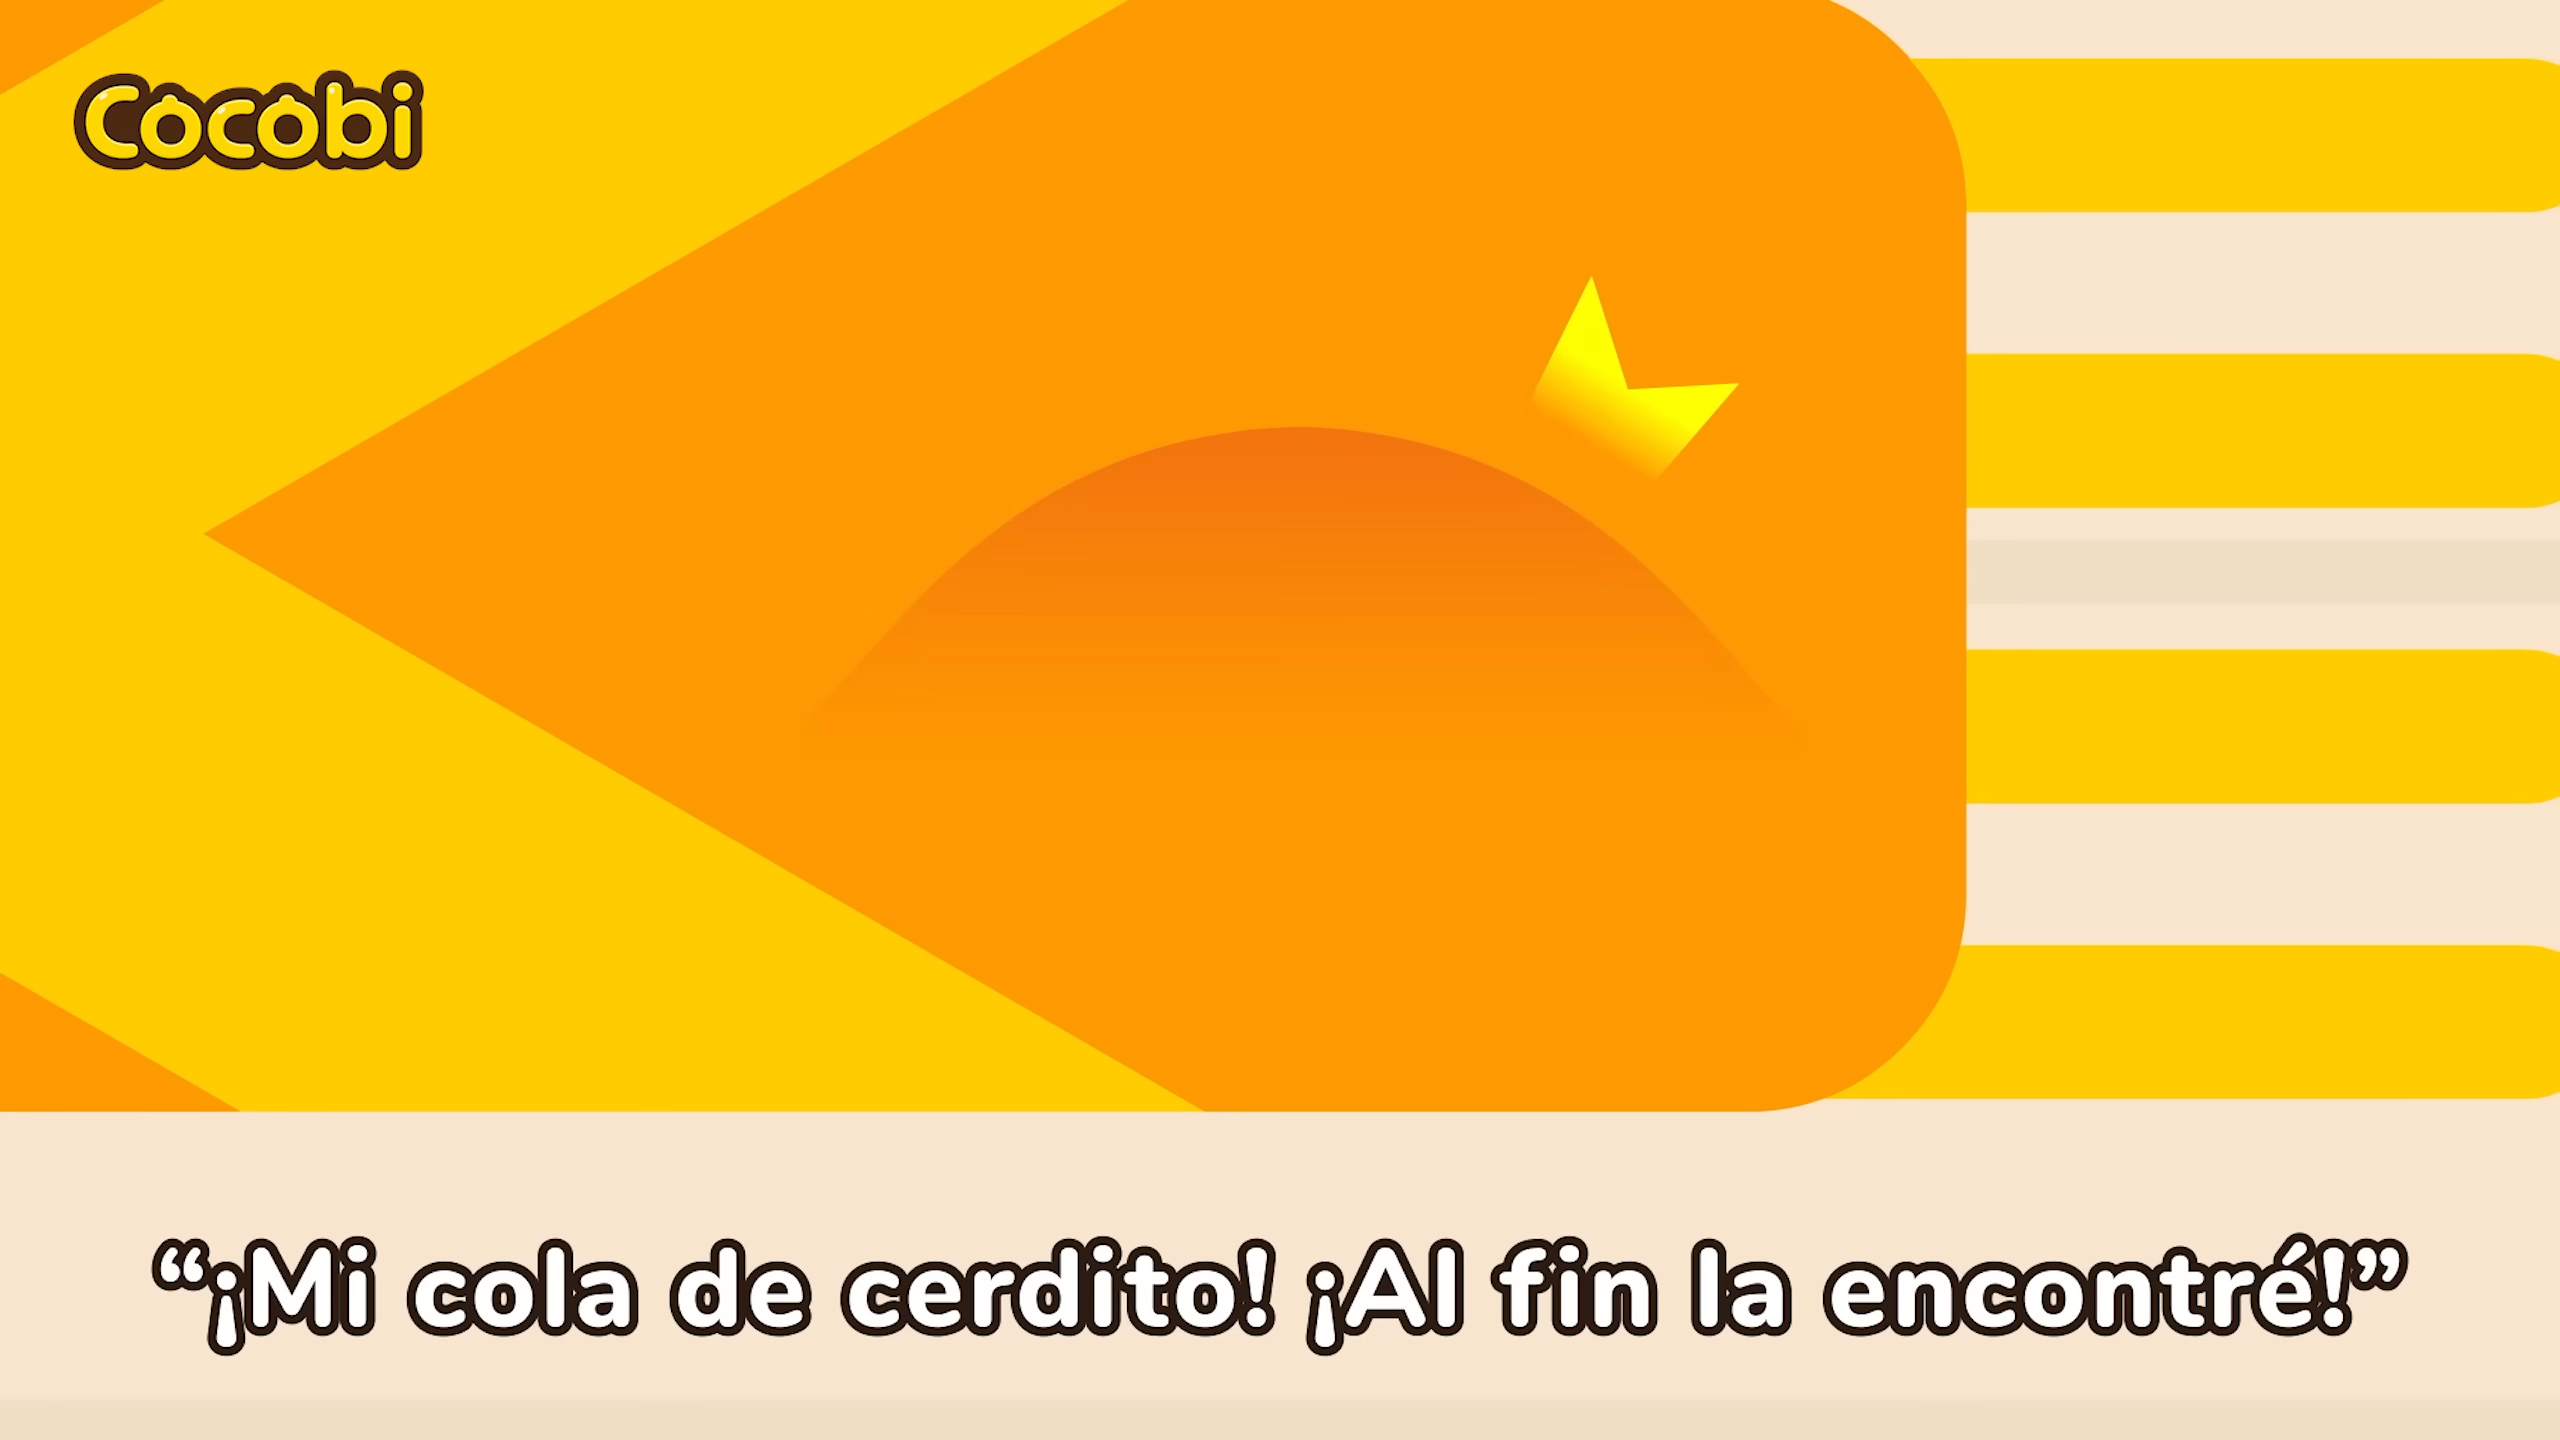 Cocobi
“¡Mi cola de cerdito! ¡Al fin la encontré!”